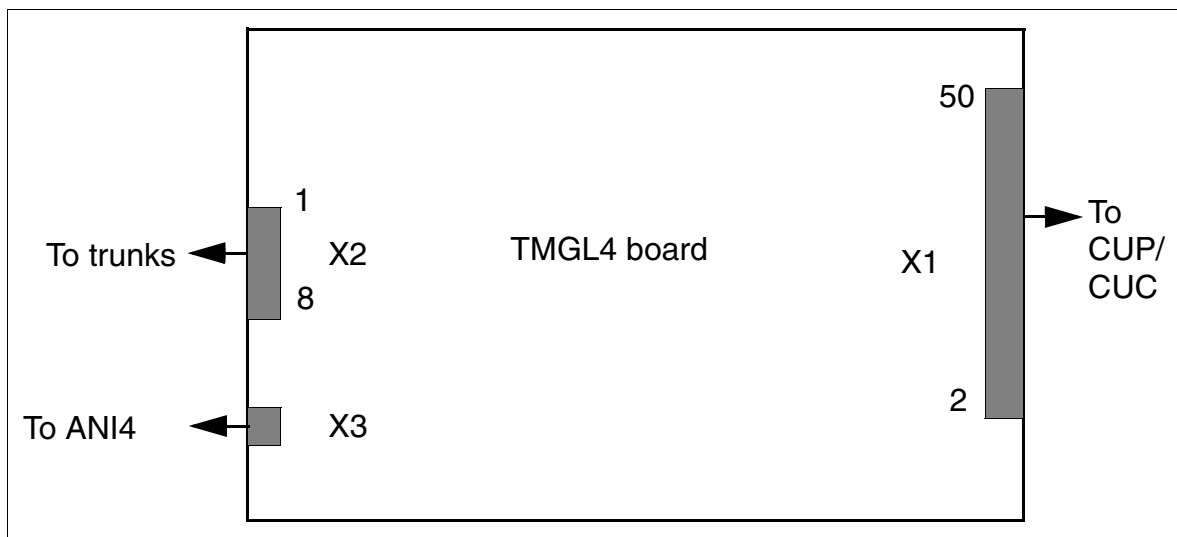 50
1
To trunks
X2
TMGL4 board
X1
To
CUP/
CUC
8
2
To ANI4
X3